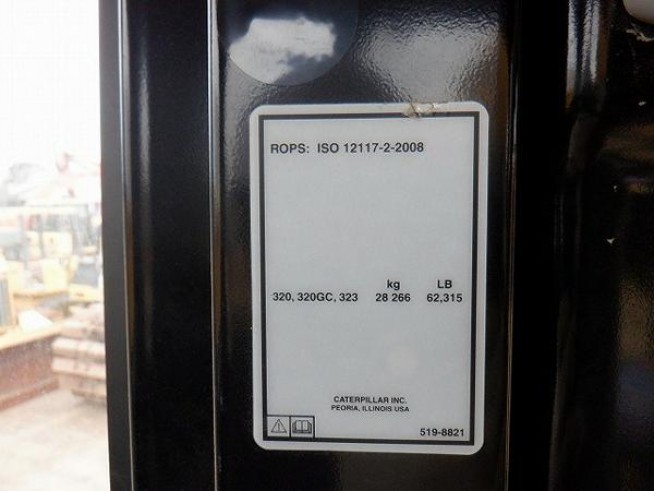 ROPS: ISO 12117-2-2008
kg LB
320, 320GC, 323 28 266 62,315
CATERPILLAR INC.
PEORIA, ILLINOIS USA
519-8821